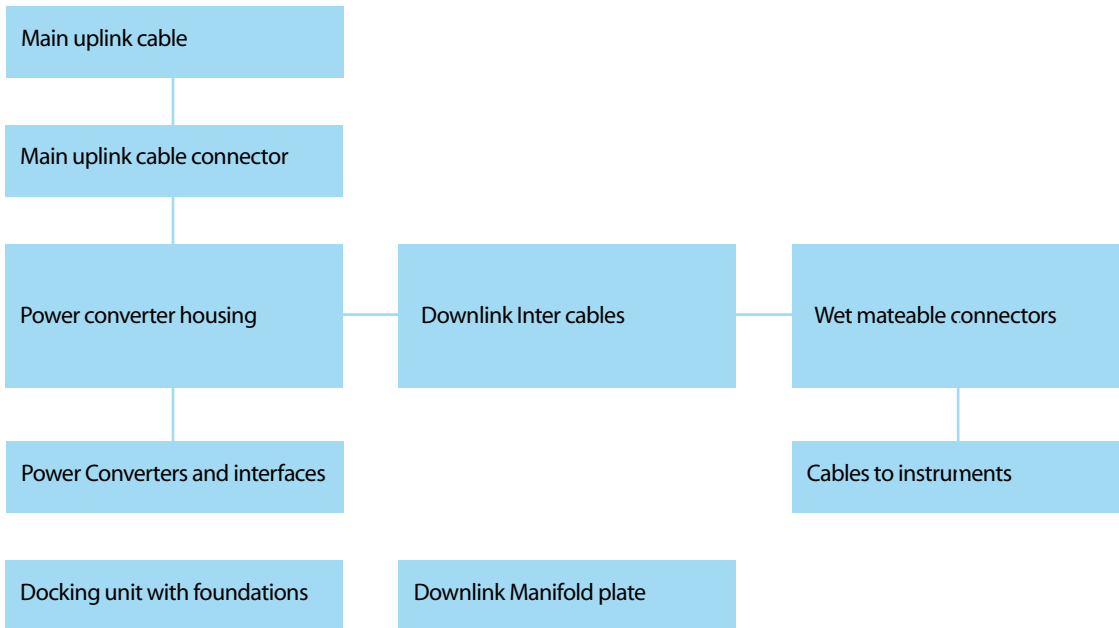 Main uplink cable
Main uplink cable connector
Power converter housing
Downlink Inter cables
Wet mateable connectors
Power Converters and interfaces
Cables to instruments
Docking unit with foundations
Downlink Manifold plate